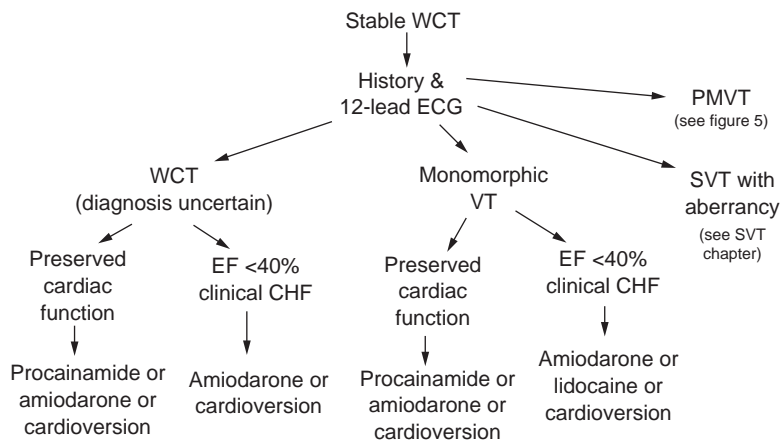 Stable WCT
History &
12-lead ECG
PMVT
(see figure 5)
WCT
(diagnosis uncertain)
Monomorphic
VT
SVT with
aberrancy
(see SVT
chapter)
Preserved
cardiac
function
EF <40%
clinical CHF
Preserved
cardiac
function
EF <40%
clinical CHF
Procainamide or
amiodarone or
cardioversion
Amiodarone or
cardioversion
Procainamide or
amiodarone or
cardioversion
Amiodarone or
lidocaine or
cardioversion